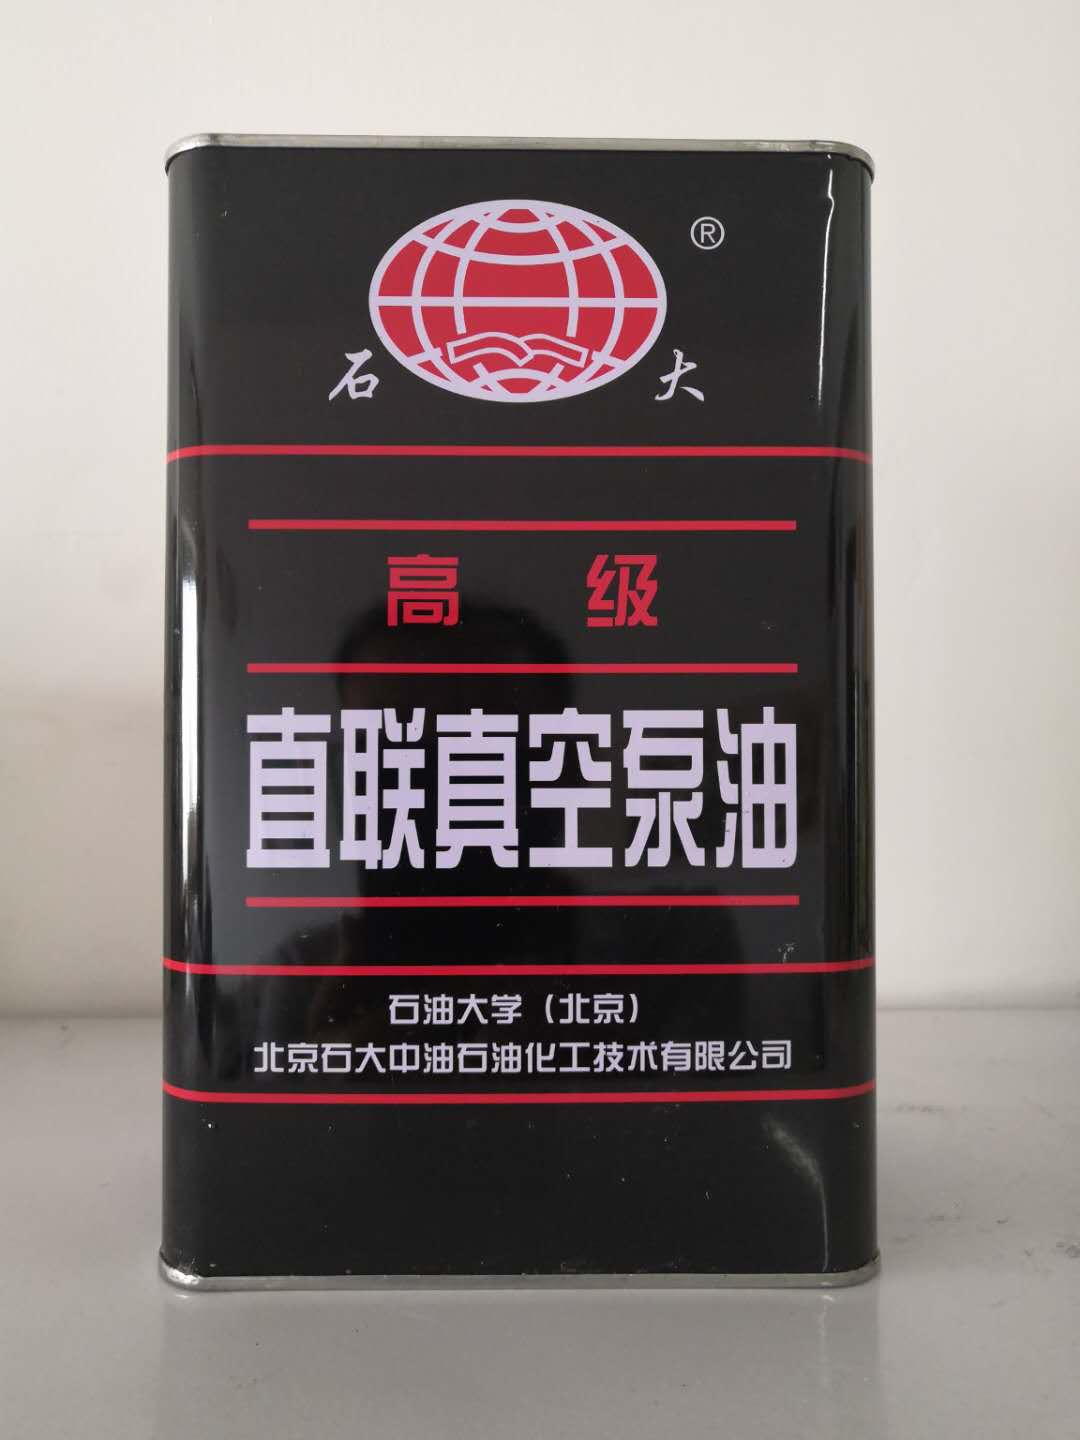 ®
石 大
高 级
直联真空泵油
石油大学（北京）
北京石大中油石油化工技术有限公司